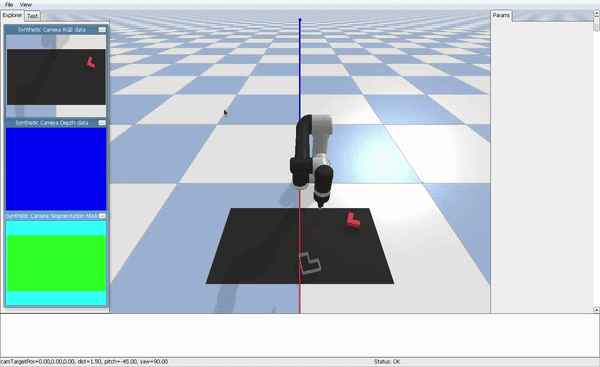 File View
Explorer Test
Params
Synthetic Camera RGB data
Synthetic Camera Depth data
Synthetic Camera Segmentation Mask
camTargetPos=0.00,0.00,0.00, dist=1.50, pitch=-45.00, yaw=90.00
Status: OK